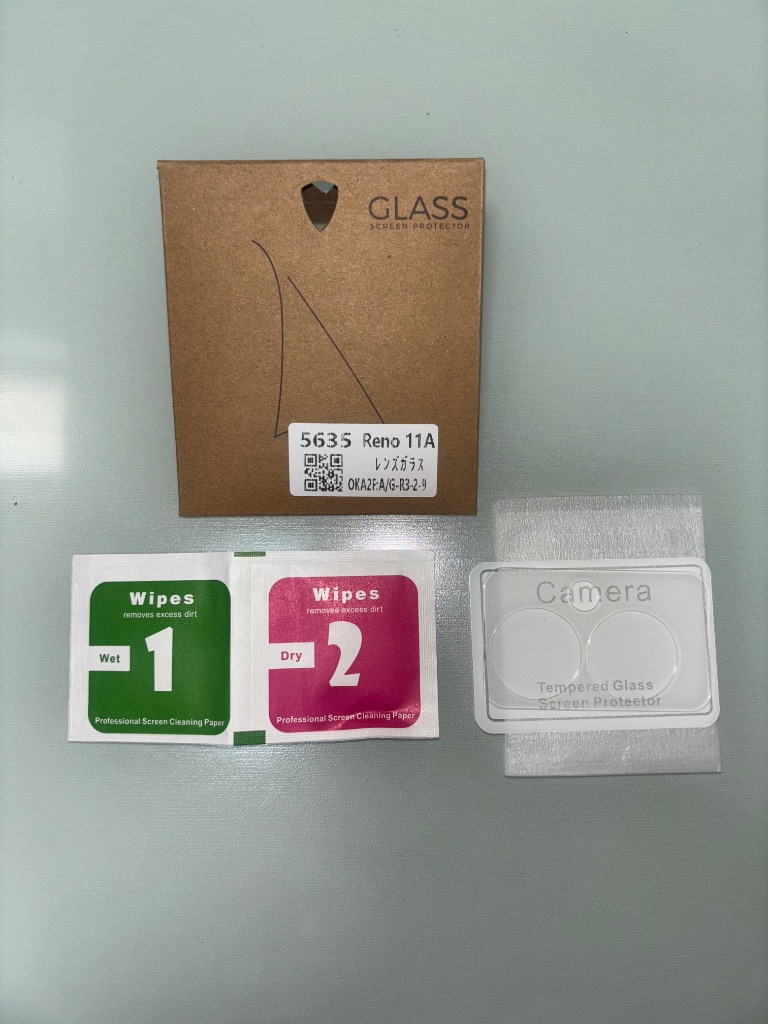 GLASS
SCREEN PROTECTOR
5635 Reno 11A
レンズガラス
OKA2F:A/G-R3-2-9
Wipes
removes excess dirt
Wet
1
Professional Screen Cleaning Paper
Wipes
removes excess dirt
Dry
2
Professional Screen Cleaning Paper
Camera
Tempered Glass
Screen Proteetor